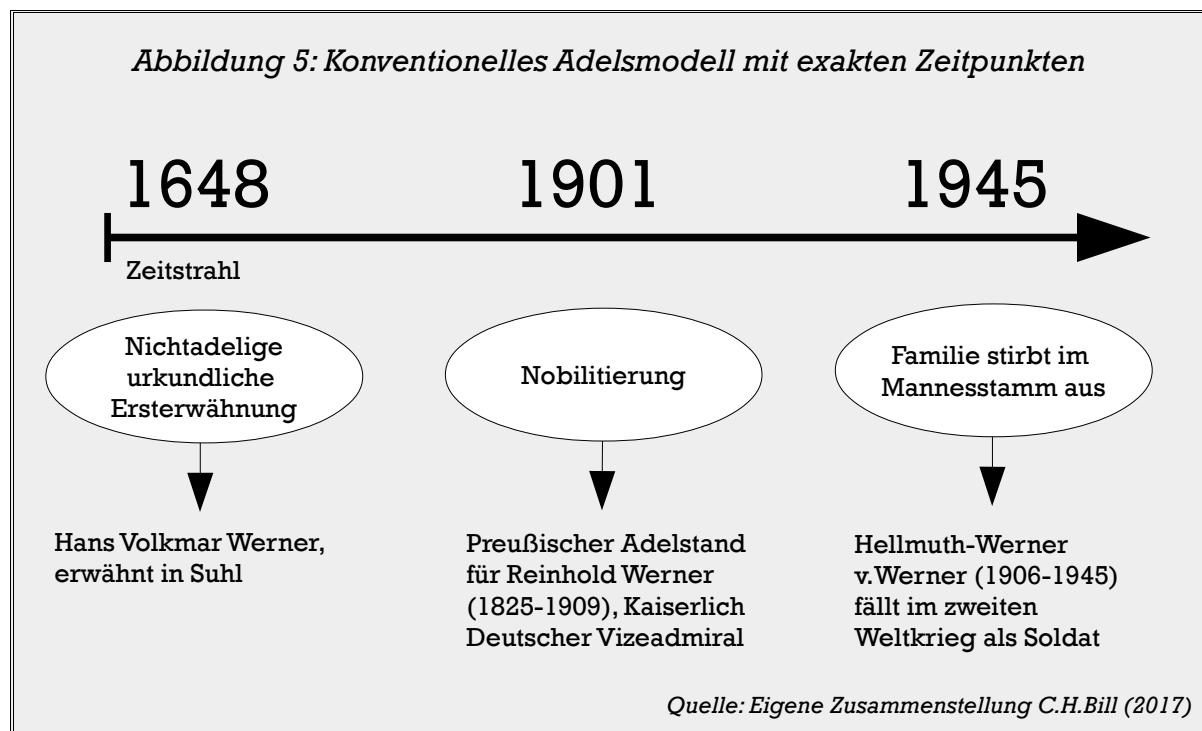 Abbildung 5: Konventionelles Adelsmodell mit exakten Zeitpunkten
1648
1901
1945
Zeitstrahl
Nichtadelige
urkundliche
Ersterwähnung
Nobilitierung
Familie stirbt im
Mannesstamm aus
Hans Volkmar Werner,
erwähnt in Suhl
Preußischer Adelstand
für Reinhold Werner
(1825-1909), Kaiserlich
Deutscher Vizeadmiral
Hellmuth-Werner
v.Werner (1906-1945)
fällt im zweiten
Weltkrieg als Soldat
Quelle: Eigene Zusammenstellung C.H.Bill (2017)